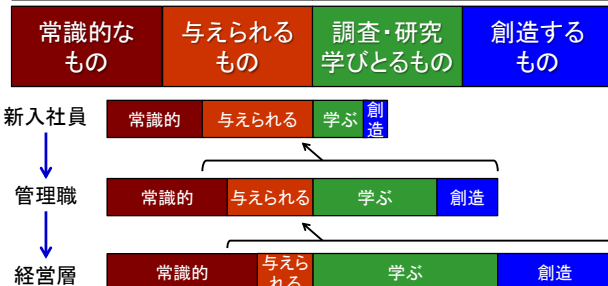 常識的な
もの
与えられる
もの
調査・研究
学びとるもの
創造する
もの
新入社員
常識的
与えられる
学ぶ
創
造
管理職
常識的
与えられる
学ぶ
創造
経営層
常識的
与えら
れる
学ぶ
創造